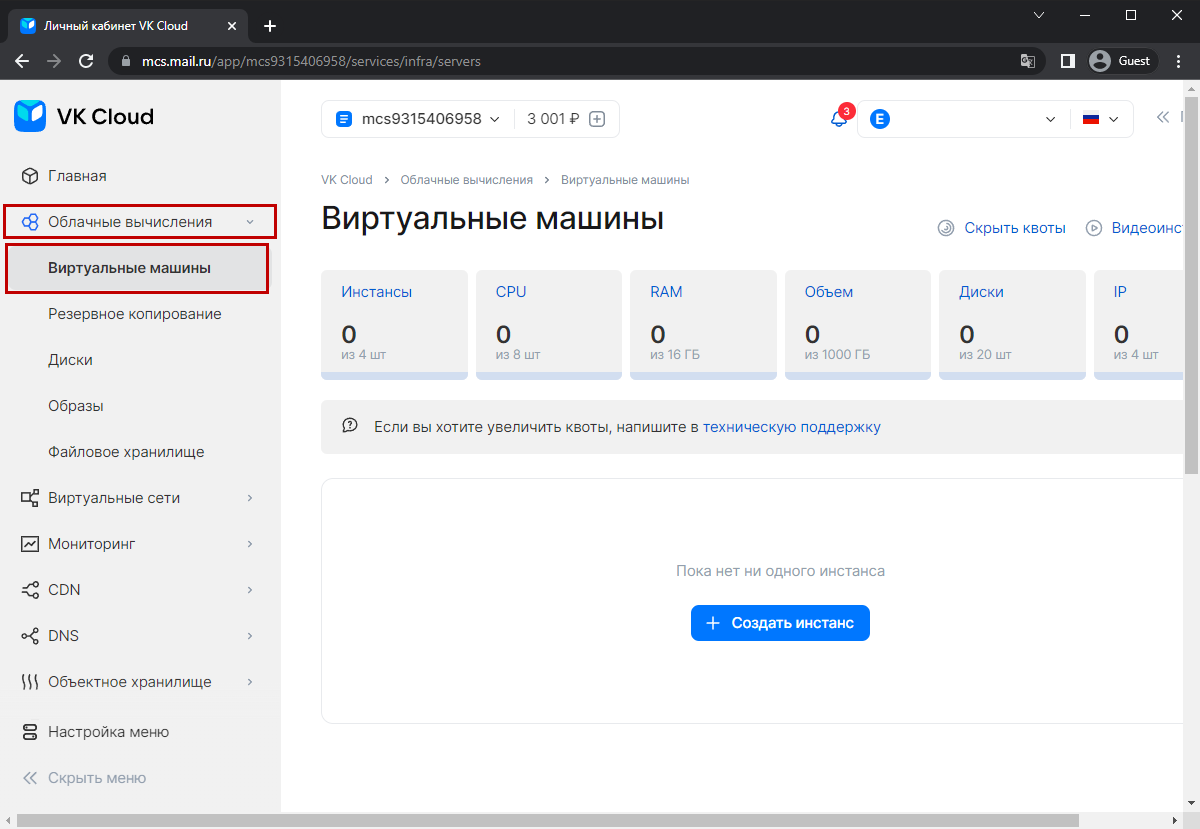 Личный кабинет VK Cloud
mcs.mail.ru/app/mcs9315406958/services/infra/servers
Guest
VK Cloud
Главная
Облачные вычисления
Виртуальные машины
Резервное копирование
Диски
Образы
Файловое хранилище
Виртуальные сети
Мониторинг
CDN
DNS
Объектное хранилище
Настройка меню
Скрыть меню
mcs9315406958 3 001 ₽
3
E
VK Cloud Облачные вычисления Виртуальные машины
Виртуальные машины
Скрыть квоты Видеоинс
Инстансы CPU RAM Объем Диски IP
0 0 0 0 0 0
из 4 шт из 8 шт из 16 ГБ из 1000 ГБ из 20 шт из 4 шт
Если вы хотите увеличить квоты, напишите в техническую поддержку
Пока нет ни одного инстанса
Создать инстанс